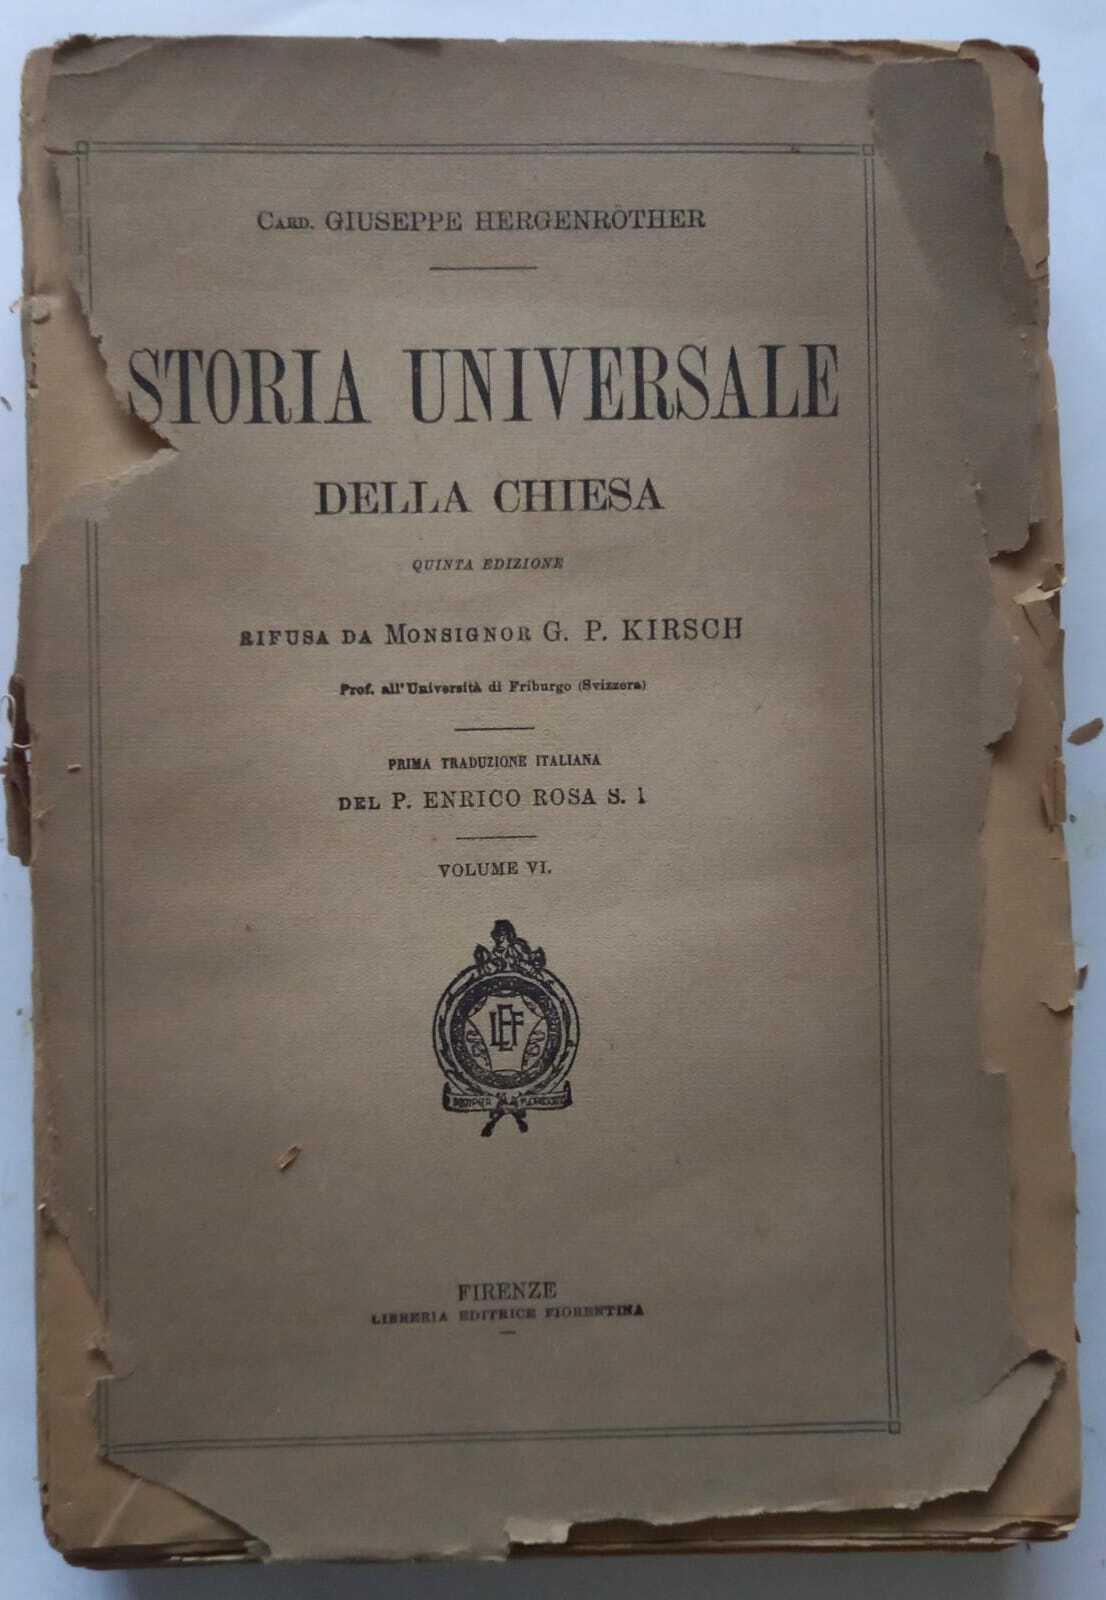 CARD. GIUSEPPE HERGENRÖTHER
STORIA UNIVERSALE
DELLA CHIESA
QUINTA EDIZIONE
RIFUSA DA MONSIGNOR G. P. KIRSCH
Prof. all'Università di Friburgo (Svizzera)
PRIMA TRADUZIONE ITALIANA
DEL P. ENRICO ROSA S. I
VOLUME VI.
LEF
FIRENZE
LIBRERIA EDITRICE FIORENTINA